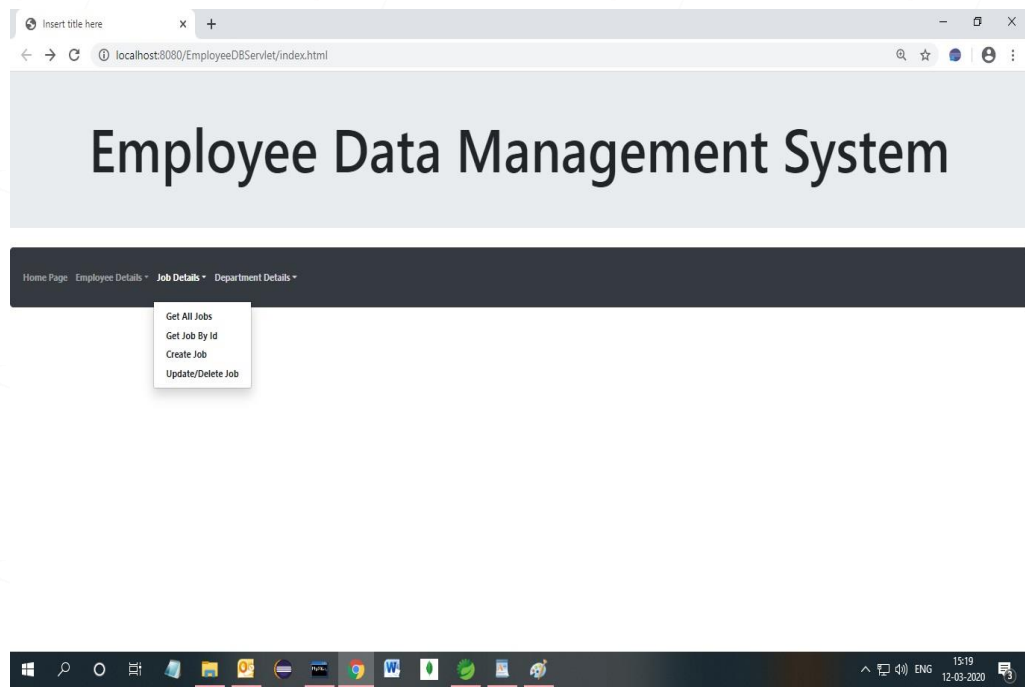 Insert title here
localhost:8080/EmployeeDBServlet/index.html
Employee Data Management System
Home Page Employee Details Job Details Department Details
Get All Jobs
Get Job By Id
Create Job
Update/Delete Job
ENG
15:19
12-03-2020
3